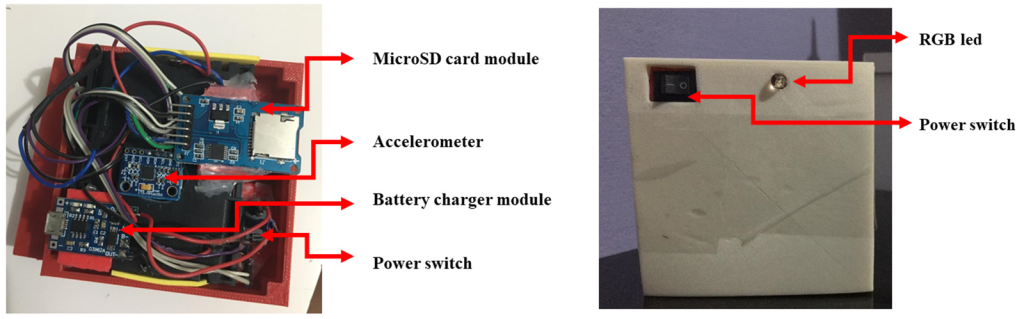 MicroSD card module
Accelerometer
Battery charger module
Power switch
RGB led
Power switch